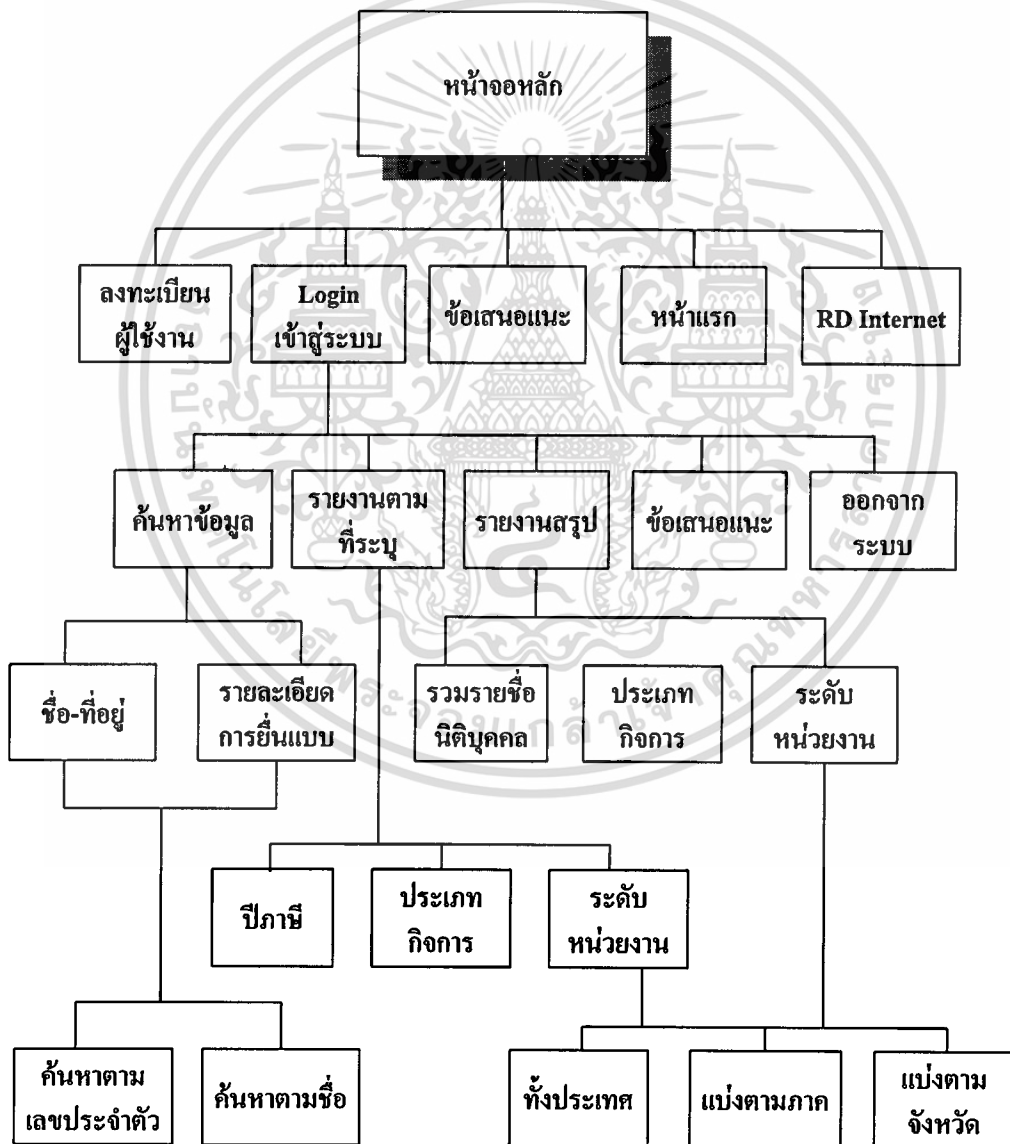 หน้าจอหลัก
ลงทะเบียน
ผู้ใช้งาน
Login
เข้าสู่ระบบ
ข้อเสนอแนะ
หน้าแรก
RD Internet
ค้นหาข้อมูล
รายงานตาม
ที่ระบุ
รายงานสรุป
ข้อเสนอแนะ
ออกจาก
ระบบ
ชื่อ-ที่อยู่
รายละเอียด
การยื่นแบบ
รวมรายชื่อ
นิติบุคคล
ประเภท
กิจการ
ระดับ
หน่วยงาน
ปีภาษี
ประเภท
กิจการ
ระดับ
หน่วยงาน
ค้นหาตาม
เลขประจำตัว
ค้นหาตามชื่อ
ทั้งประเทศ
แบ่งตามภาค
แบ่งตาม
จังหวัด